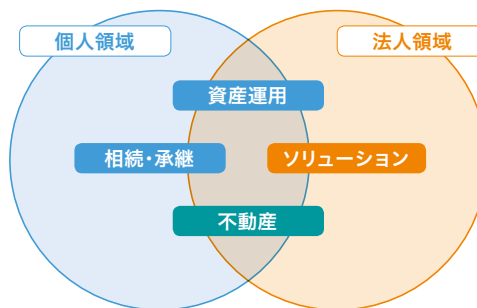 個人領域
法人領域
資産運用
相続・承継
ソリューション
不動産